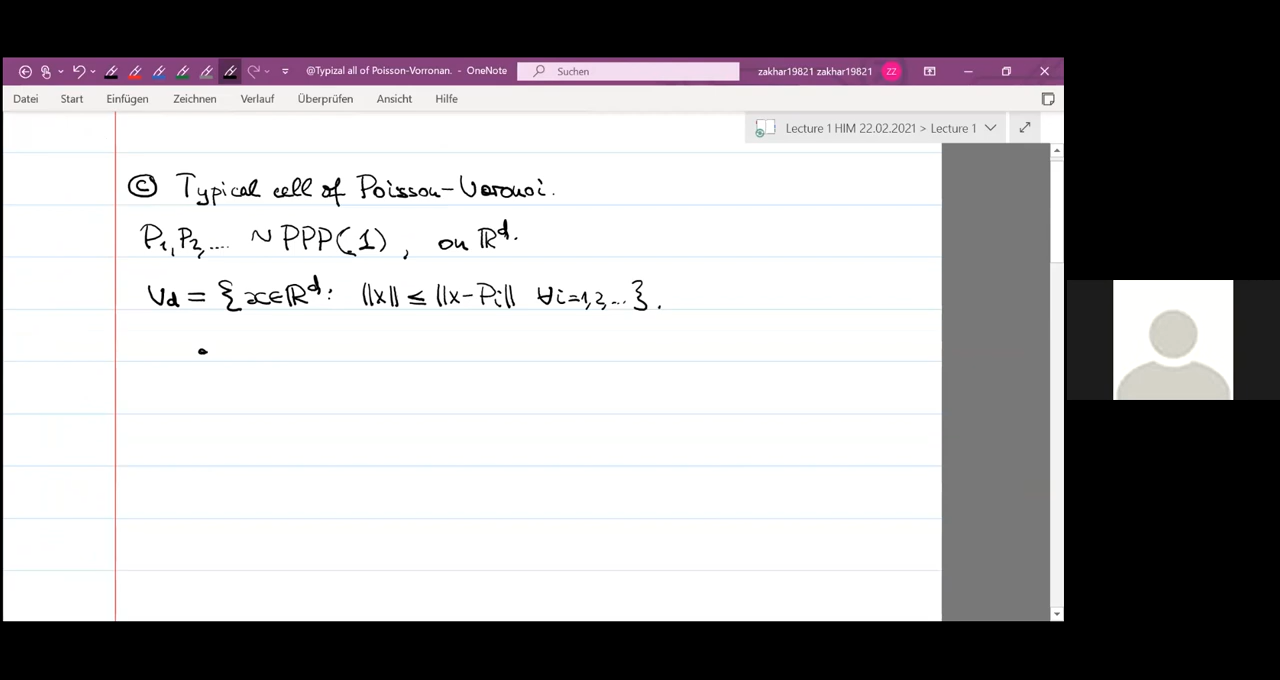 @Typizal all of Poisson-Vorronan. - OneNote
Suchen
zakhar19821 zakhar19821 ZZ
Datei Start Einfügen Zeichnen Verlauf Überprüfen Ansicht Hilfe
Lecture 1 HIM 22.02.2021 > Lecture 1
Ⓒ Typical cell of Poisson-Voronoi.
P₁, P₂, .... ~ PPP(1), on ℝᵈ.
V_d = {x∈ℝᵈ: ||x|| ≤ ||x-P_i|| ∀i=1,2,...}.